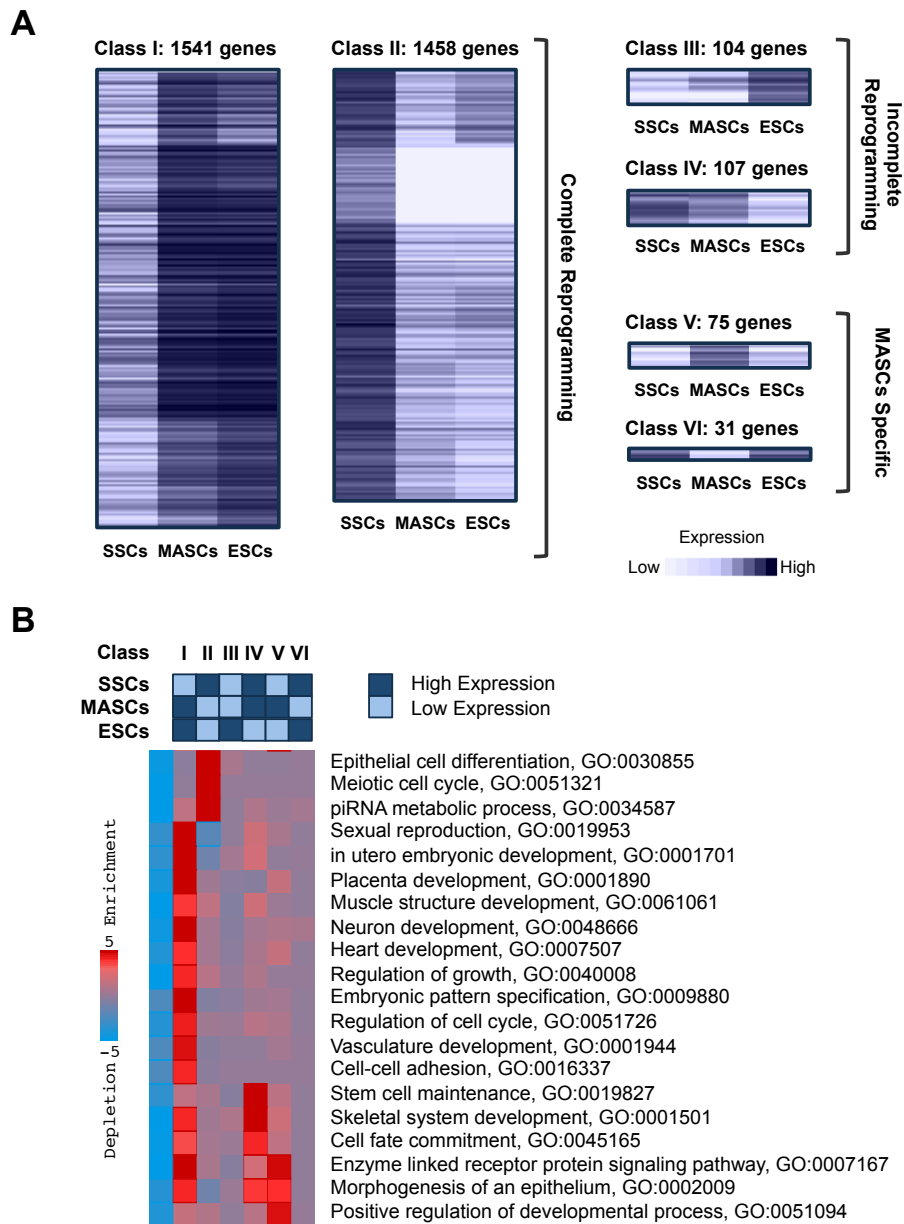 A
Class I: 1541 genes
SSCs MASCs ESCs
Class II: 1458 genes
SSCs MASCs ESCs
Complete Reprogramming
Class III: 104 genes
SSCs MASCs ESCs
Class IV: 107 genes
SSCs MASCs ESCs
Incomplete
Reprogramming
Class V: 75 genes
SSCs MASCs ESCs
Class VI: 31 genes
SSCs MASCs ESCs
MASCs Specific
Expression
Low High
B
Class I II III IV V VI
SSCs
MASCs
ESCs
High Expression
Low Expression
Enrichment
5
-5
Depletion
Epithelial cell differentiation, GO:0030855
Meiotic cell cycle, GO:0051321
piRNA metabolic process, GO:0034587
Sexual reproduction, GO:0019953
in utero embryonic development, GO:0001701
Placenta development, GO:0001890
Muscle structure development, GO:0061061
Neuron development, GO:0048666
Heart development, GO:0007507
Regulation of growth, GO:0040008
Embryonic pattern specification, GO:0009880
Regulation of cell cycle, GO:0051726
Vasculature development, GO:0001944
Cell-cell adhesion, GO:0016337
Stem cell maintenance, GO:0019827
Skeletal system development, GO:0001501
Cell fate commitment, GO:0045165
Enzyme linked receptor protein signaling pathway, GO:0007167
Morphogenesis of an epithelium, GO:0002009
Positive regulation of developmental process, GO:0051094